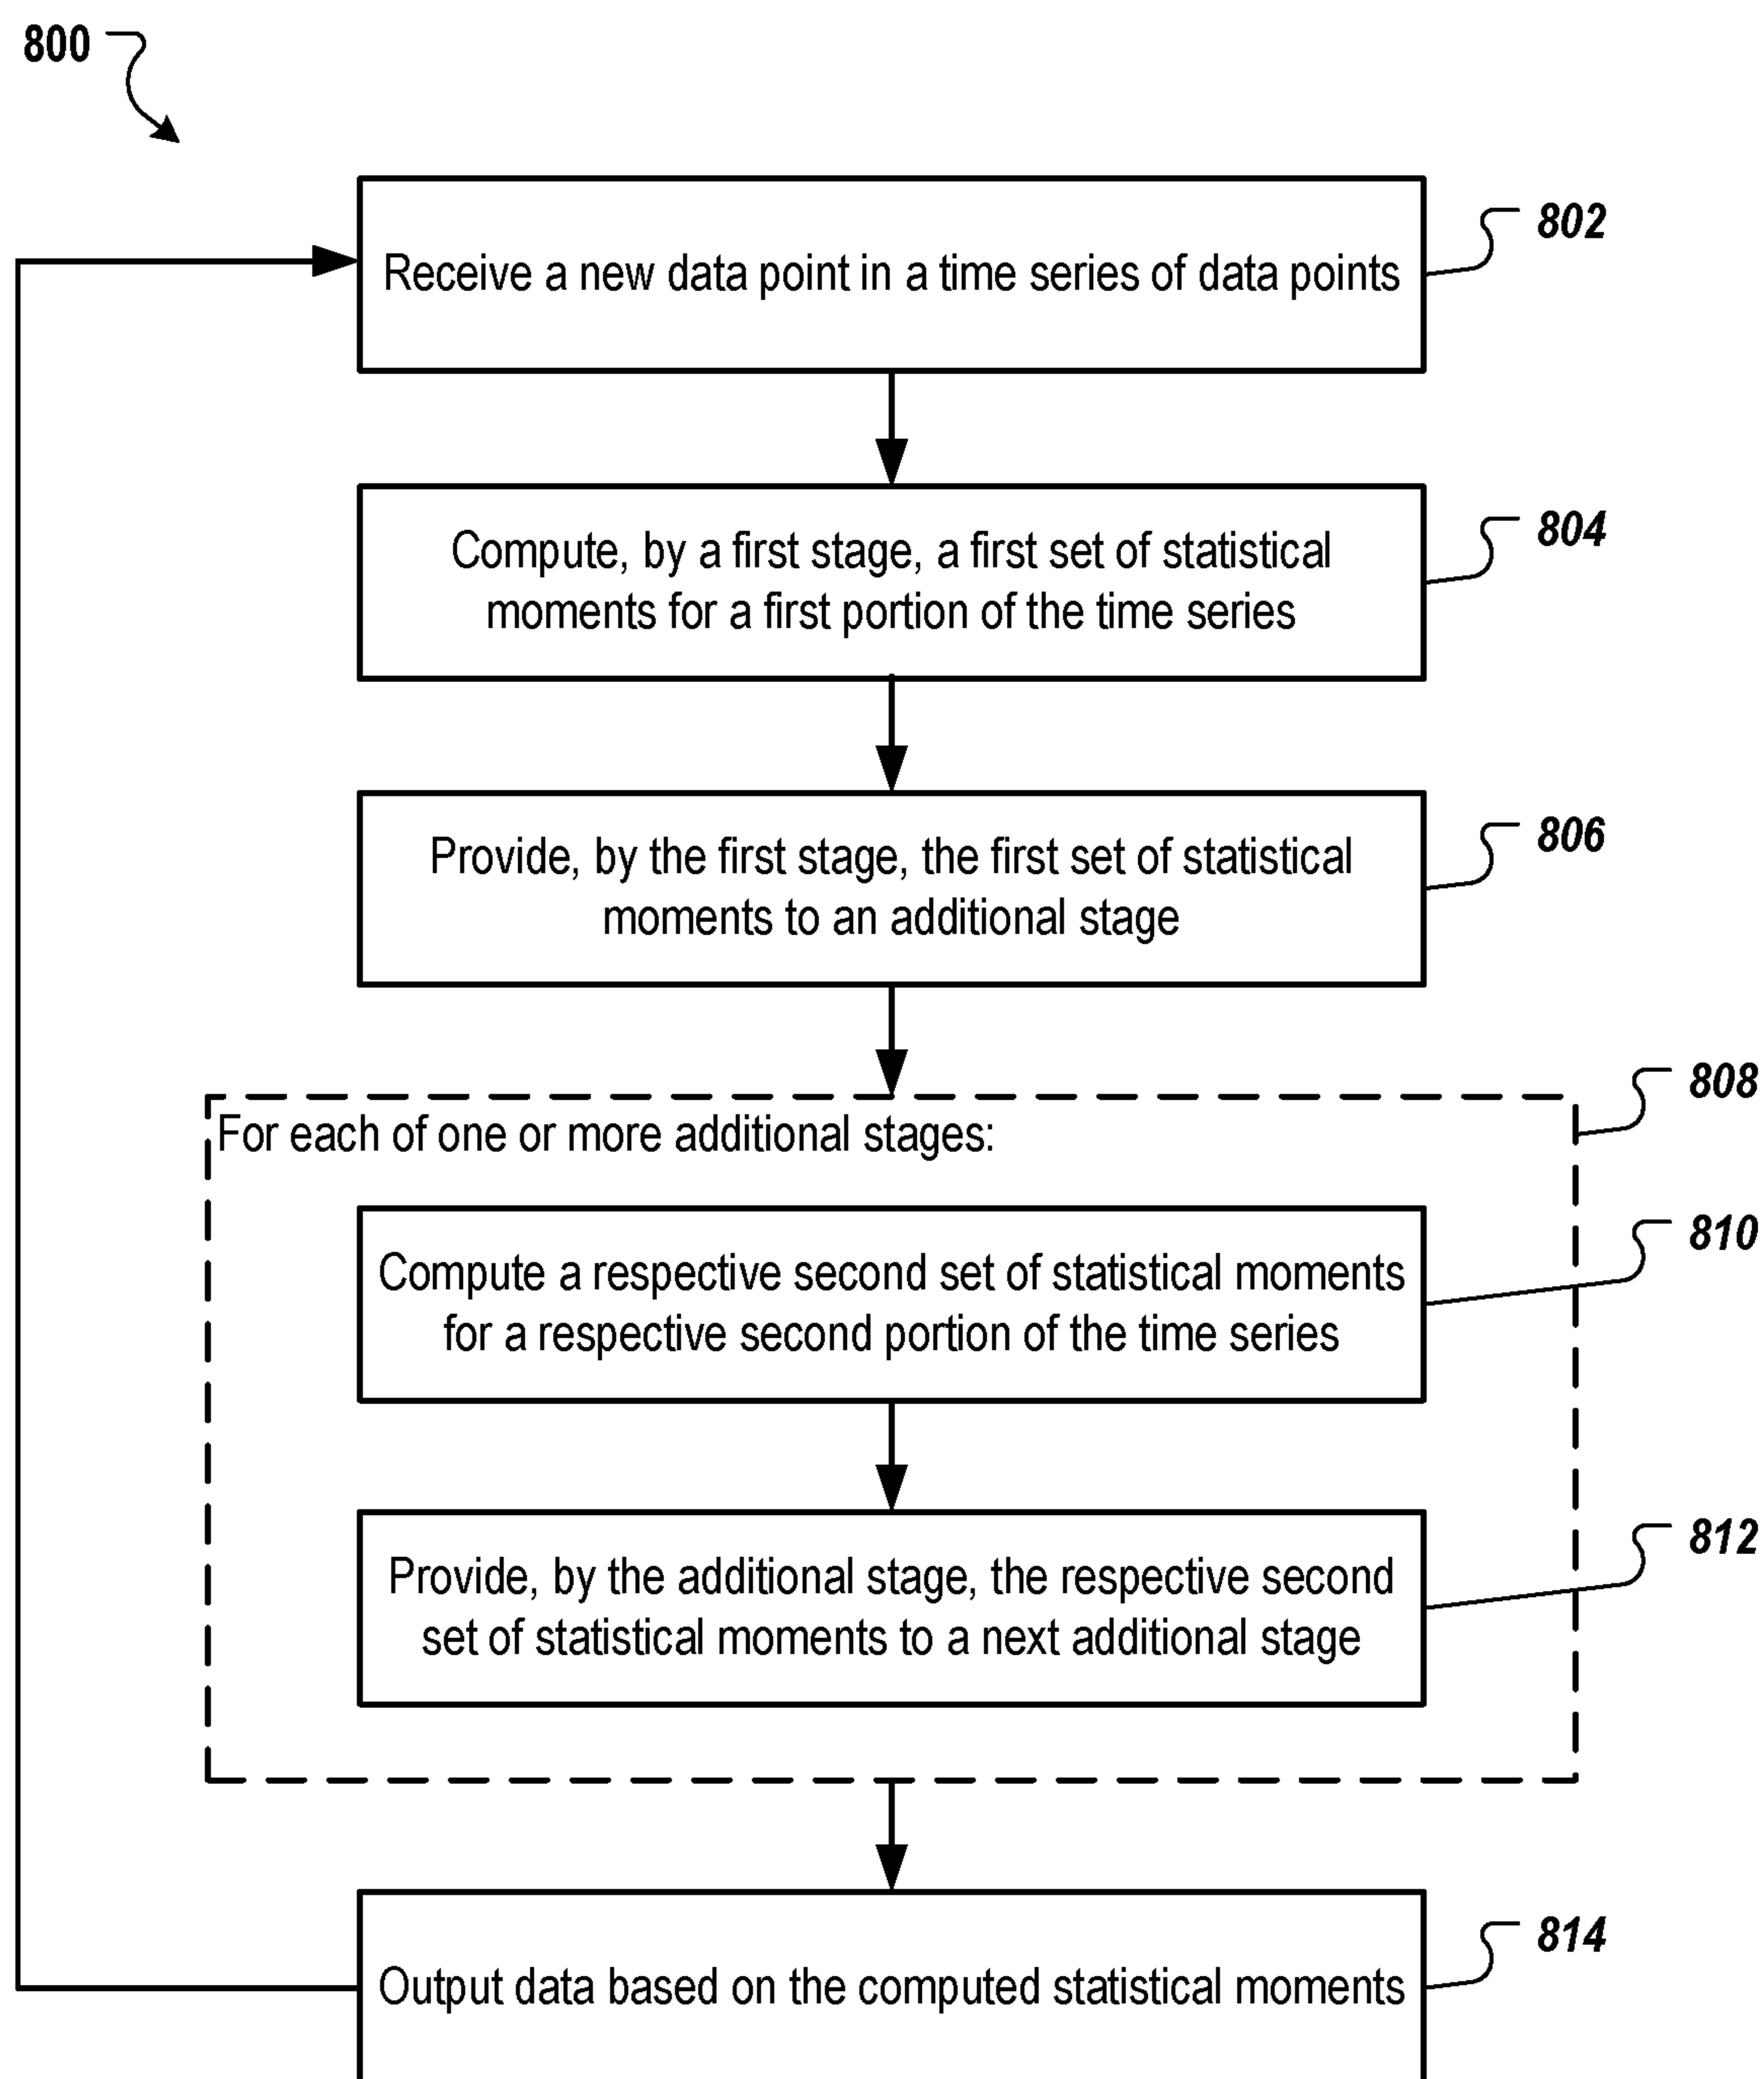 800
802
Receive a new data point in a time series of data points
804
Compute, by a first stage, a first set of statistical
moments for a first portion of the time series
806
Provide, by the first stage, the first set of statistical
moments to an additional stage
808
For each of one or more additional stages:
810
Compute a respective second set of statistical moments
for a respective second portion of the time series
812
Provide, by the additional stage, the respective second
set of statistical moments to a next additional stage
814
Output data based on the computed statistical moments